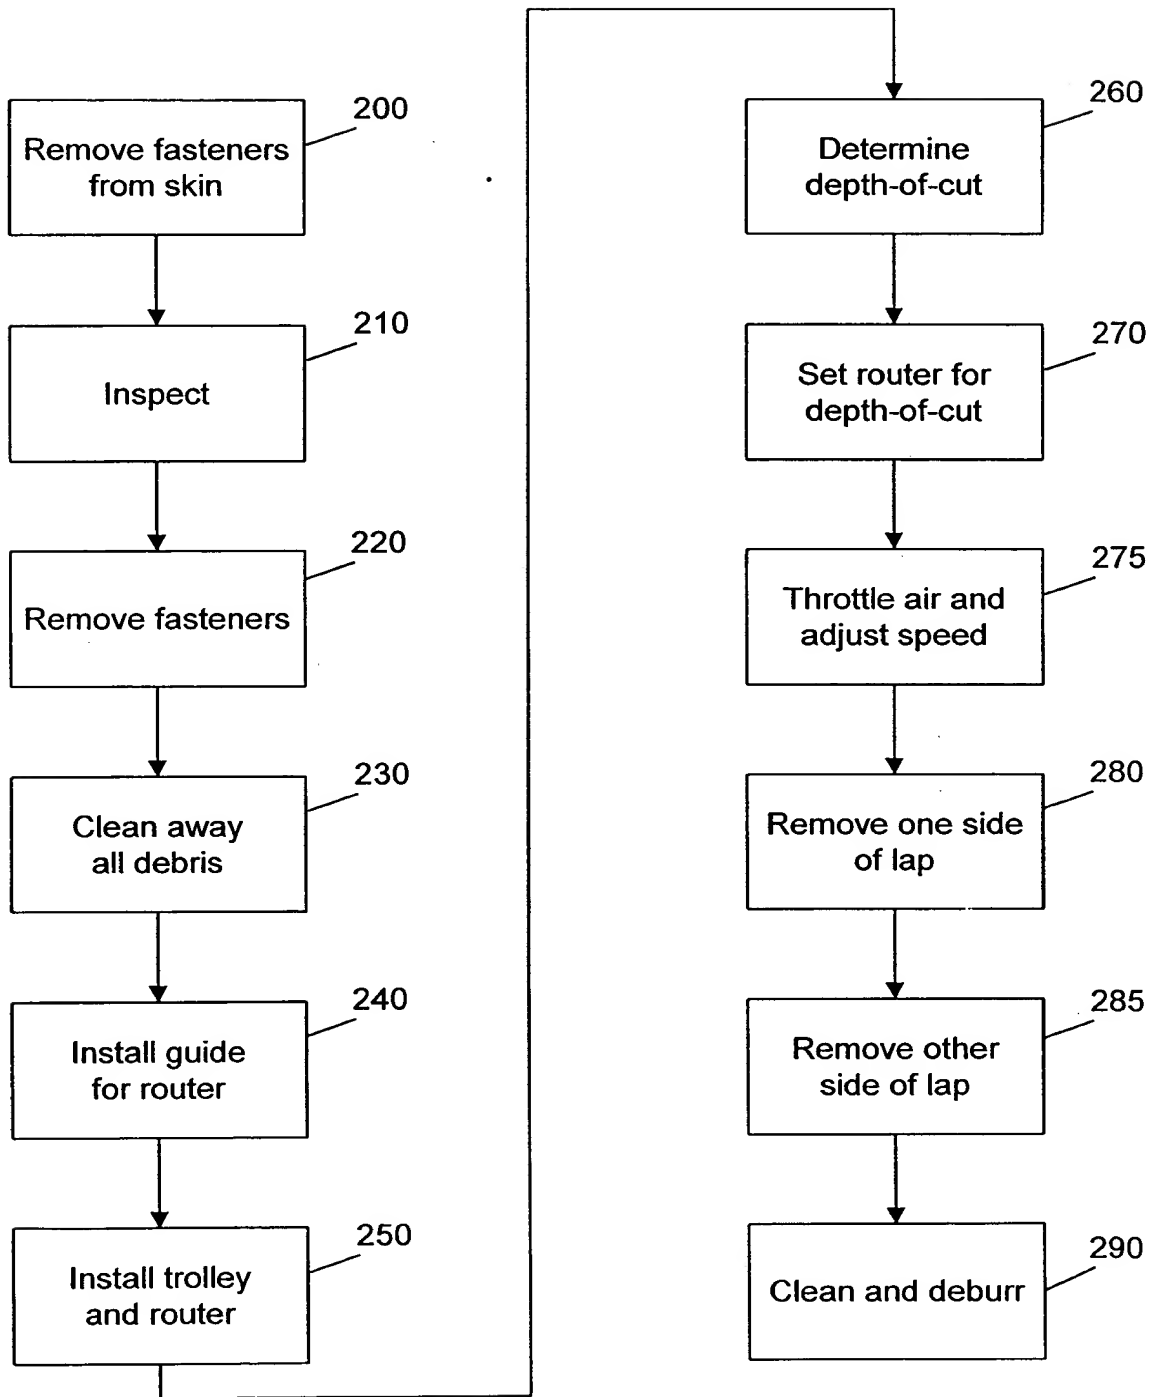 200
Remove fasteners
from skin
210
Inspect
220
Remove fasteners
230
Clean away
all debris
240
Install guide
for router
250
Install trolley
and router
260
Determine
depth-of-cut
270
Set router for
depth-of-cut
275
Throttle air and
adjust speed
280
Remove one side
of lap
285
Remove other
side of lap
290
Clean and deburr